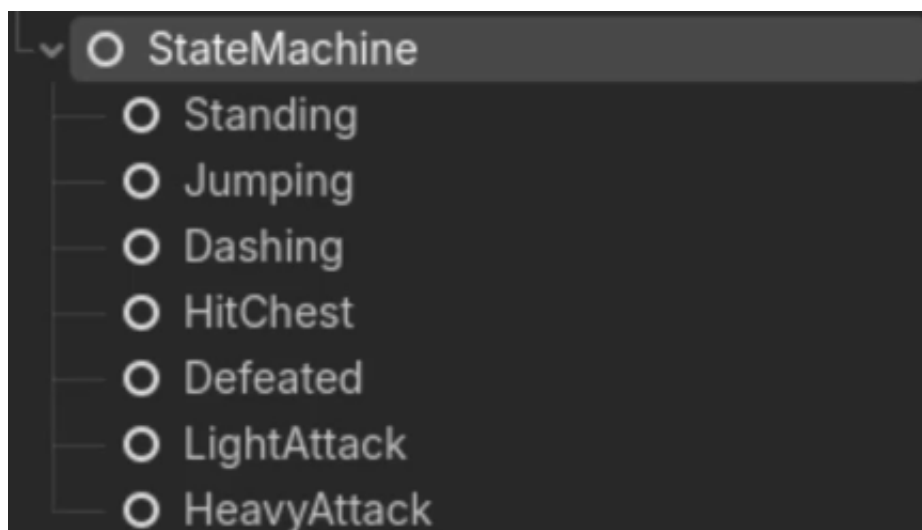 StateMachine
Standing
Jumping
Dashing
HitChest
Defeated
LightAttack
HeavyAttack